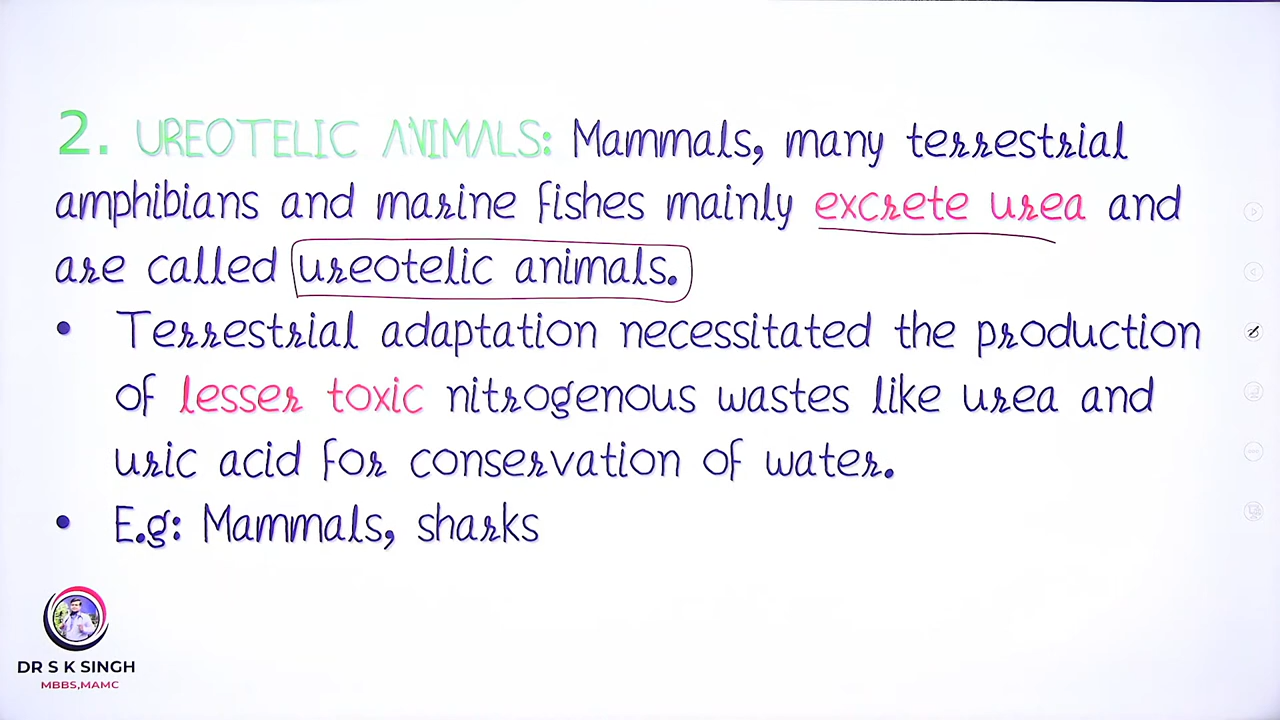 2. UREOTELIC ANIMALS: Mammals, many terrestrial
amphibians and marine fishes mainly excrete urea and
are called ureotelic animals.
• Terrestrial adaptation necessitated the production
of lesser toxic nitrogenous wastes like urea and
uric acid for conservation of water.
• E.g: Mammals, sharks
DR S K SINGH
MBBS,MAMC